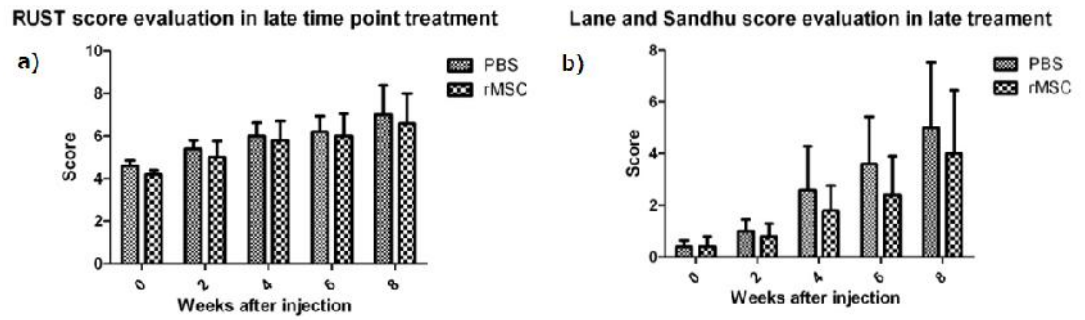 RUST score evaluation in late time point treatment
a)
10
8
6
4
2
0
Score
0 2 4 6 8
Weeks after injection
PBS
rMSC
Lane and Sandhu score evaluation in late treament
b)
8
6
4
2
0
Score
0 2 4 6 8
Weeks after injection
PBS
rMSC